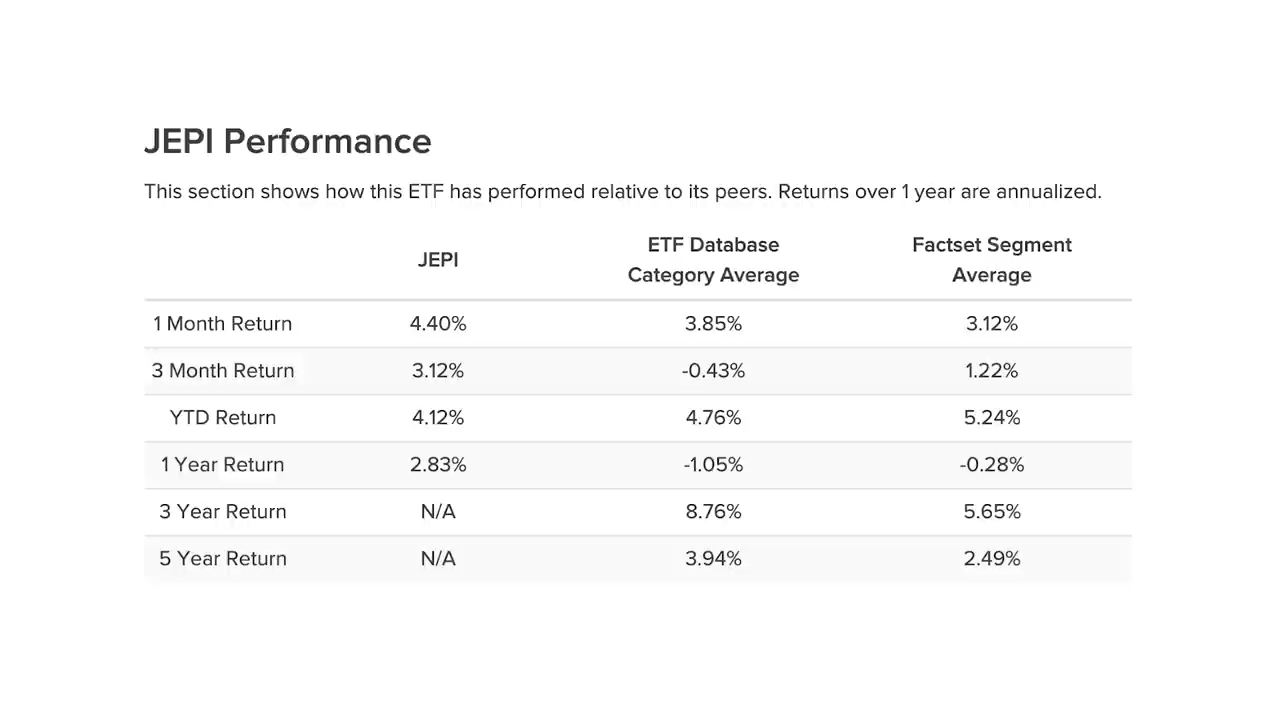 JEPI Performance
This section shows how this ETF has performed relative to its peers. Returns over 1 year are annualized.
JEPI
ETF Database
Category Average
Factset Segment
Average
1 Month Return 4.40% 3.85% 3.12%
3 Month Return 3.12% -0.43% 1.22%
YTD Return 4.12% 4.76% 5.24%
1 Year Return 2.83% -1.05% -0.28%
3 Year Return N/A 8.76% 5.65%
5 Year Return N/A 3.94% 2.49%